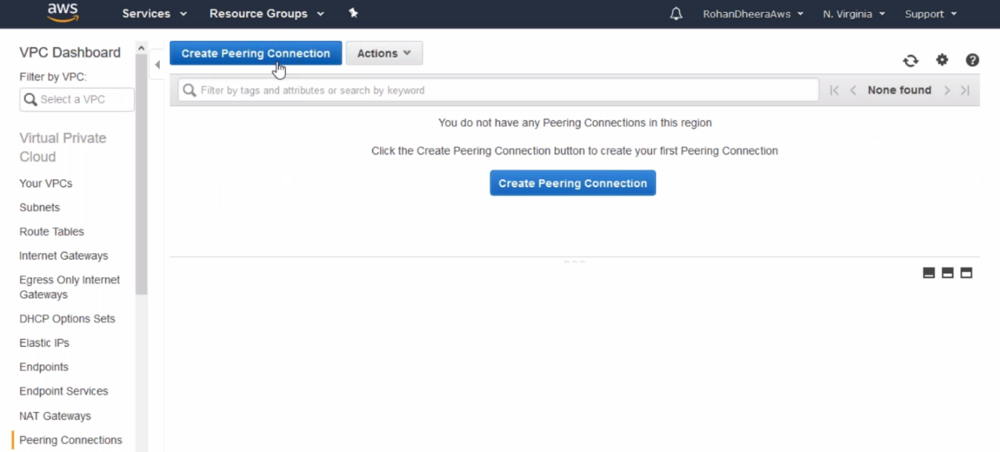 aws Services Resource Groups RohanDheeraAws N. Virginia Support
VPC Dashboard
Filter by VPC:
Select a VPC
Virtual Private
Cloud
Your VPCs
Subnets
Route Tables
Internet Gateways
Egress Only Internet
Gateways
DHCP Options Sets
Elastic IPs
Endpoints
Endpoint Services
NAT Gateways
Peering Connections
Create Peering Connection Actions
Filter by tags and attributes or search by keyword None found
You do not have any Peering Connections in this region
Click the Create Peering Connection button to create your first Peering Connection
Create Peering Connection